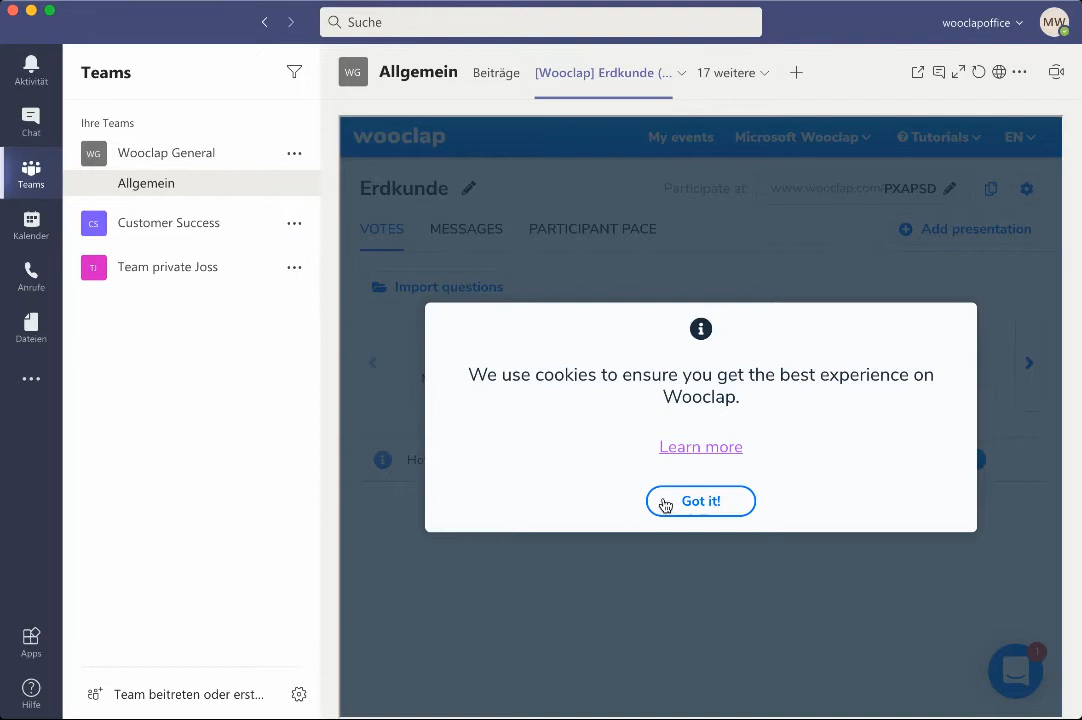 Suche
wooclapoffice
MW
Aktivität
Chat
Teams
Kalender
Anrufe
Dateien
Apps
Hilfe
Teams
Ihre Teams
WG Wooclap General
Allgemein
CS Customer Success
TJ Team private Joss
Team beitreten oder erst...
WG Allgemein Beiträge [Wooclap] Erdkunde (... 17 weitere
wooclap My events Microsoft Wooclap Tutorials EN
Erdkunde Participate at: www.wooclap.com/PXAPSD
VOTES MESSAGES PARTICIPANT PACE Add presentation
Import questions
We use cookies to ensure you get the best experience on
Wooclap.
Learn more
Got it!
1